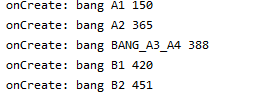 onCreate: bang A1 150
onCreate: bang A2 365
onCreate: bang BANG_A3_A4 388
onCreate: bang B1 420
onCreate: bang B2 451